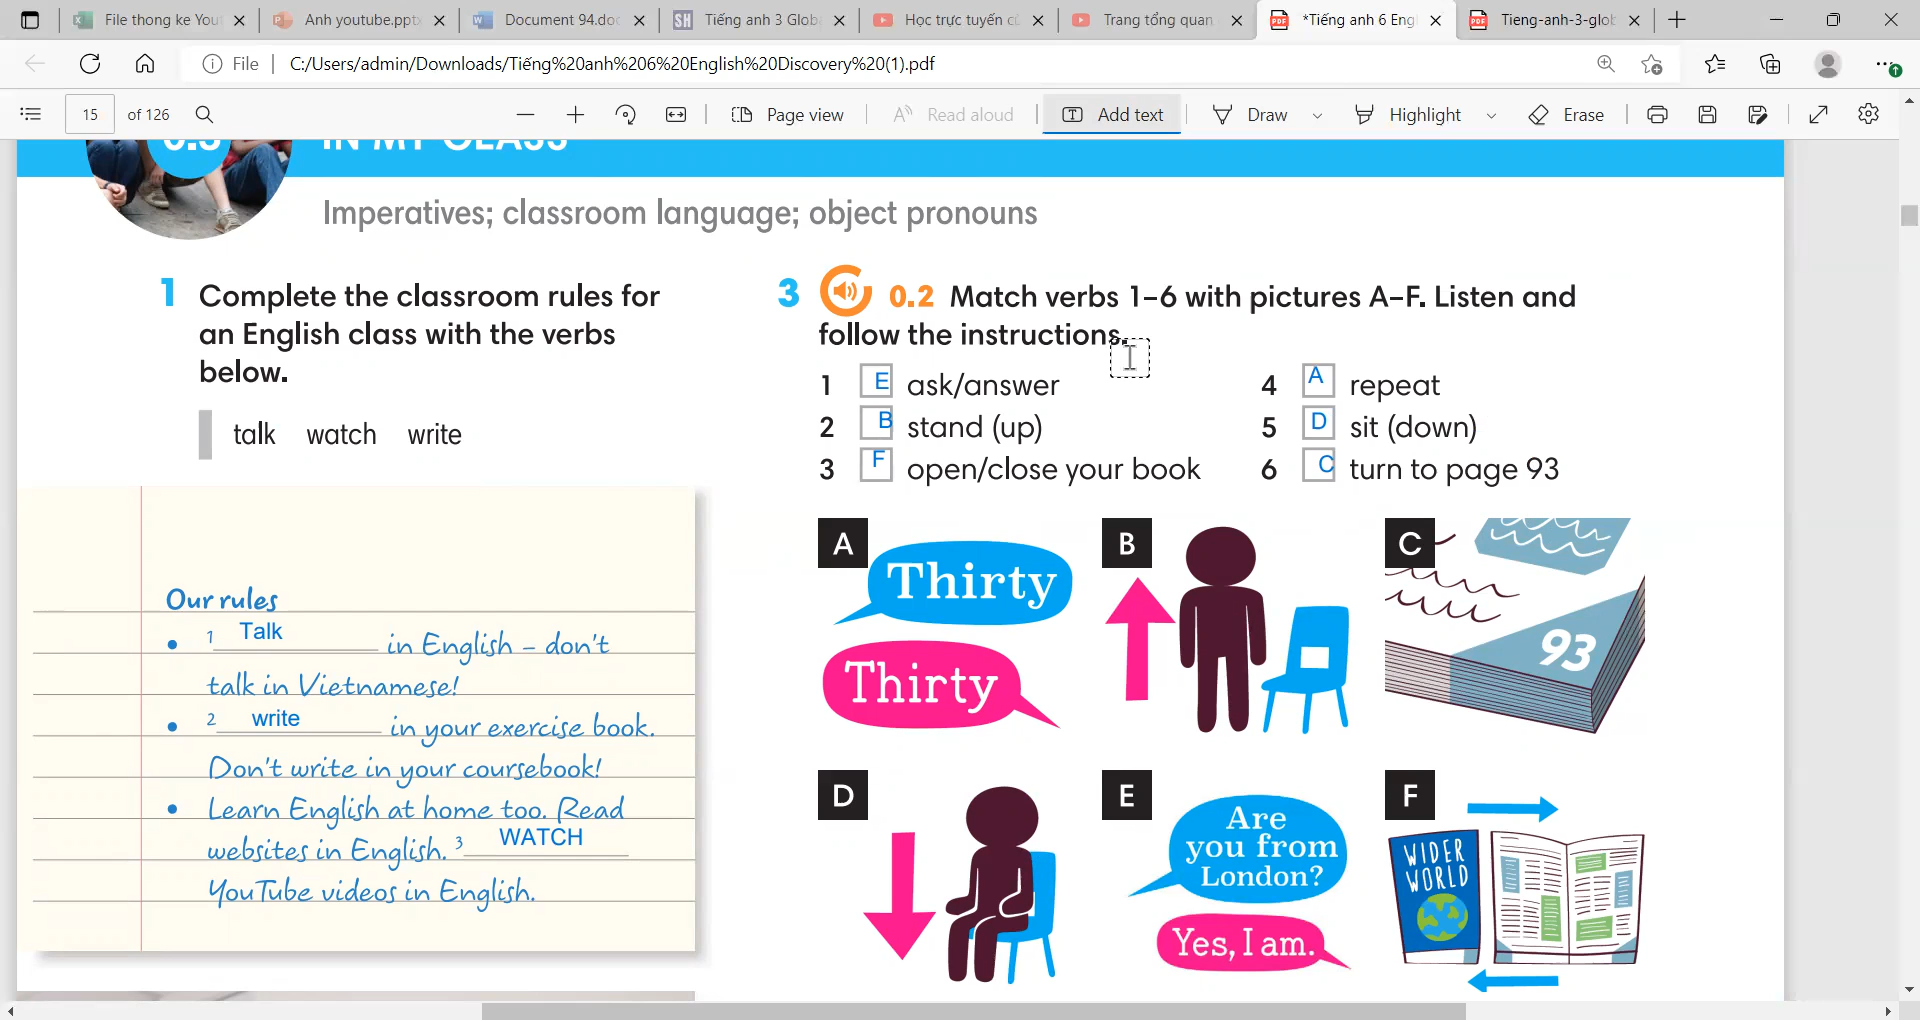 File thong ke You
Anh youtube.ppt
Document 94.doc
SH Tiếng anh 3 Glob
Học trực tuyến c
Trang tổng quan
*Tiếng anh 6 Eng
Tieng-anh-3-glob
File
C:/Users/admin/Downloads/Tiếng%20anh%206%20English%20Discovery%20(1).pdf
15 of 126
Page view
Read aloud
Add text
Draw
Highlight
Erase
0.3
IN MY CLASS
Imperatives; classroom language; object pronouns
1 Complete the classroom rules for
an English class with the verbs
below.
talk watch write
Our rules
• 1 Talk in English – don't
talk in Vietnamese!
• 2 write in your exercise book.
Don't write in your coursebook!
• Learn English at home too. Read
websites in English. 3 WATCH
YouTube videos in English.
3 0.2 Match verbs 1–6 with pictures A–F. Listen and
follow the instructions.
1 E ask/answer
2 B stand (up)
3 F open/close your book
4 A repeat
5 D sit (down)
6 C turn to page 93
A
Thirty
Thirty
B
C
93
D
E
Are
you from
London?
Yes, I am.
F
WIDER
WORLD